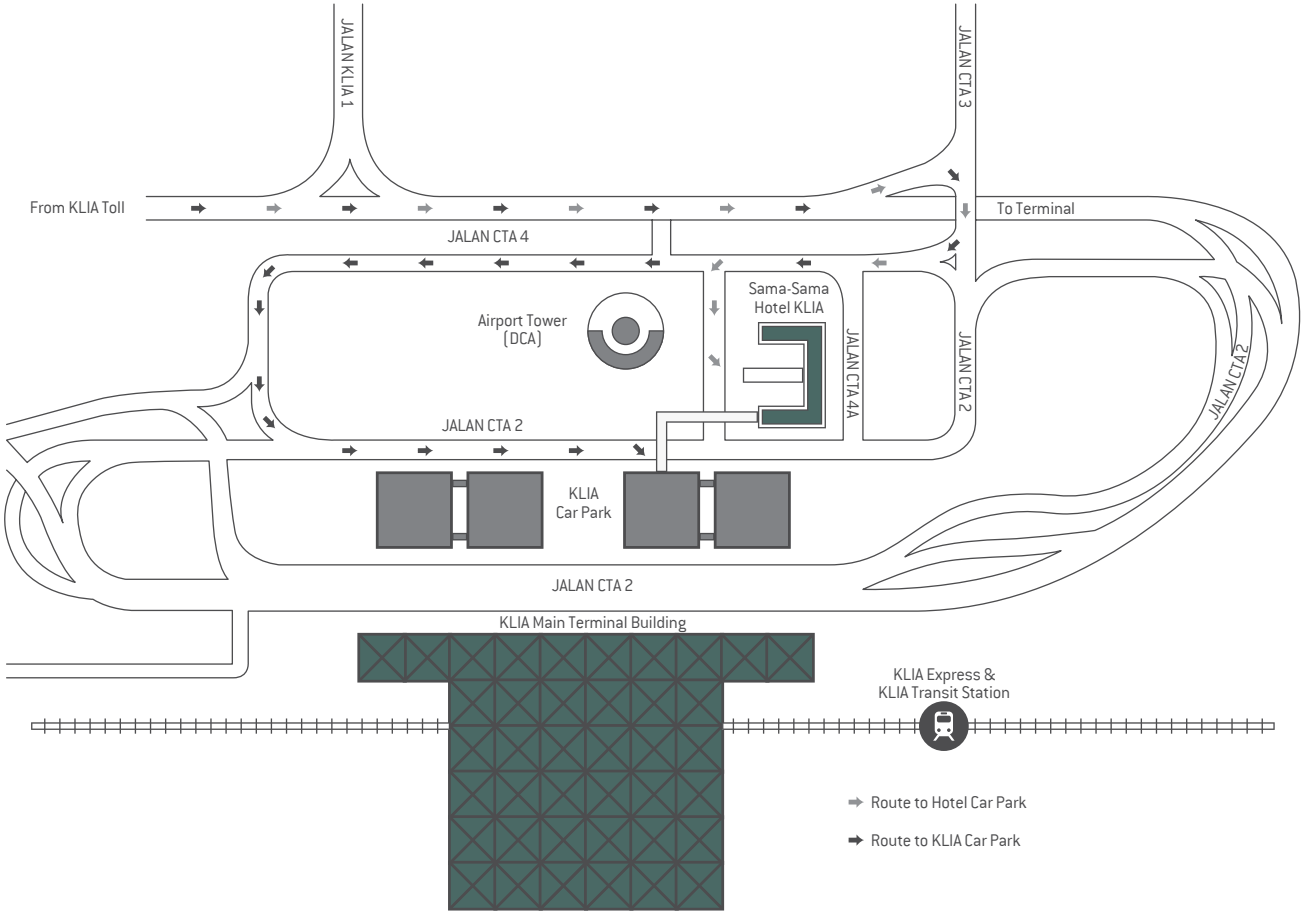 JALAN KLIA 1
JALAN CTA 3
From KLIA Toll
To Terminal
JALAN CTA 4
Sama-Sama
Hotel KLIA
Airport Tower
(DCA)
JALAN CTA 4A
JALAN CTA 2
JALAN CTA 2
JALAN CTA 2
KLIA
Car Park
JALAN CTA 2
KLIA Main Terminal Building
KLIA Express &
KLIA Transit Station
Route to Hotel Car Park
Route to KLIA Car Park